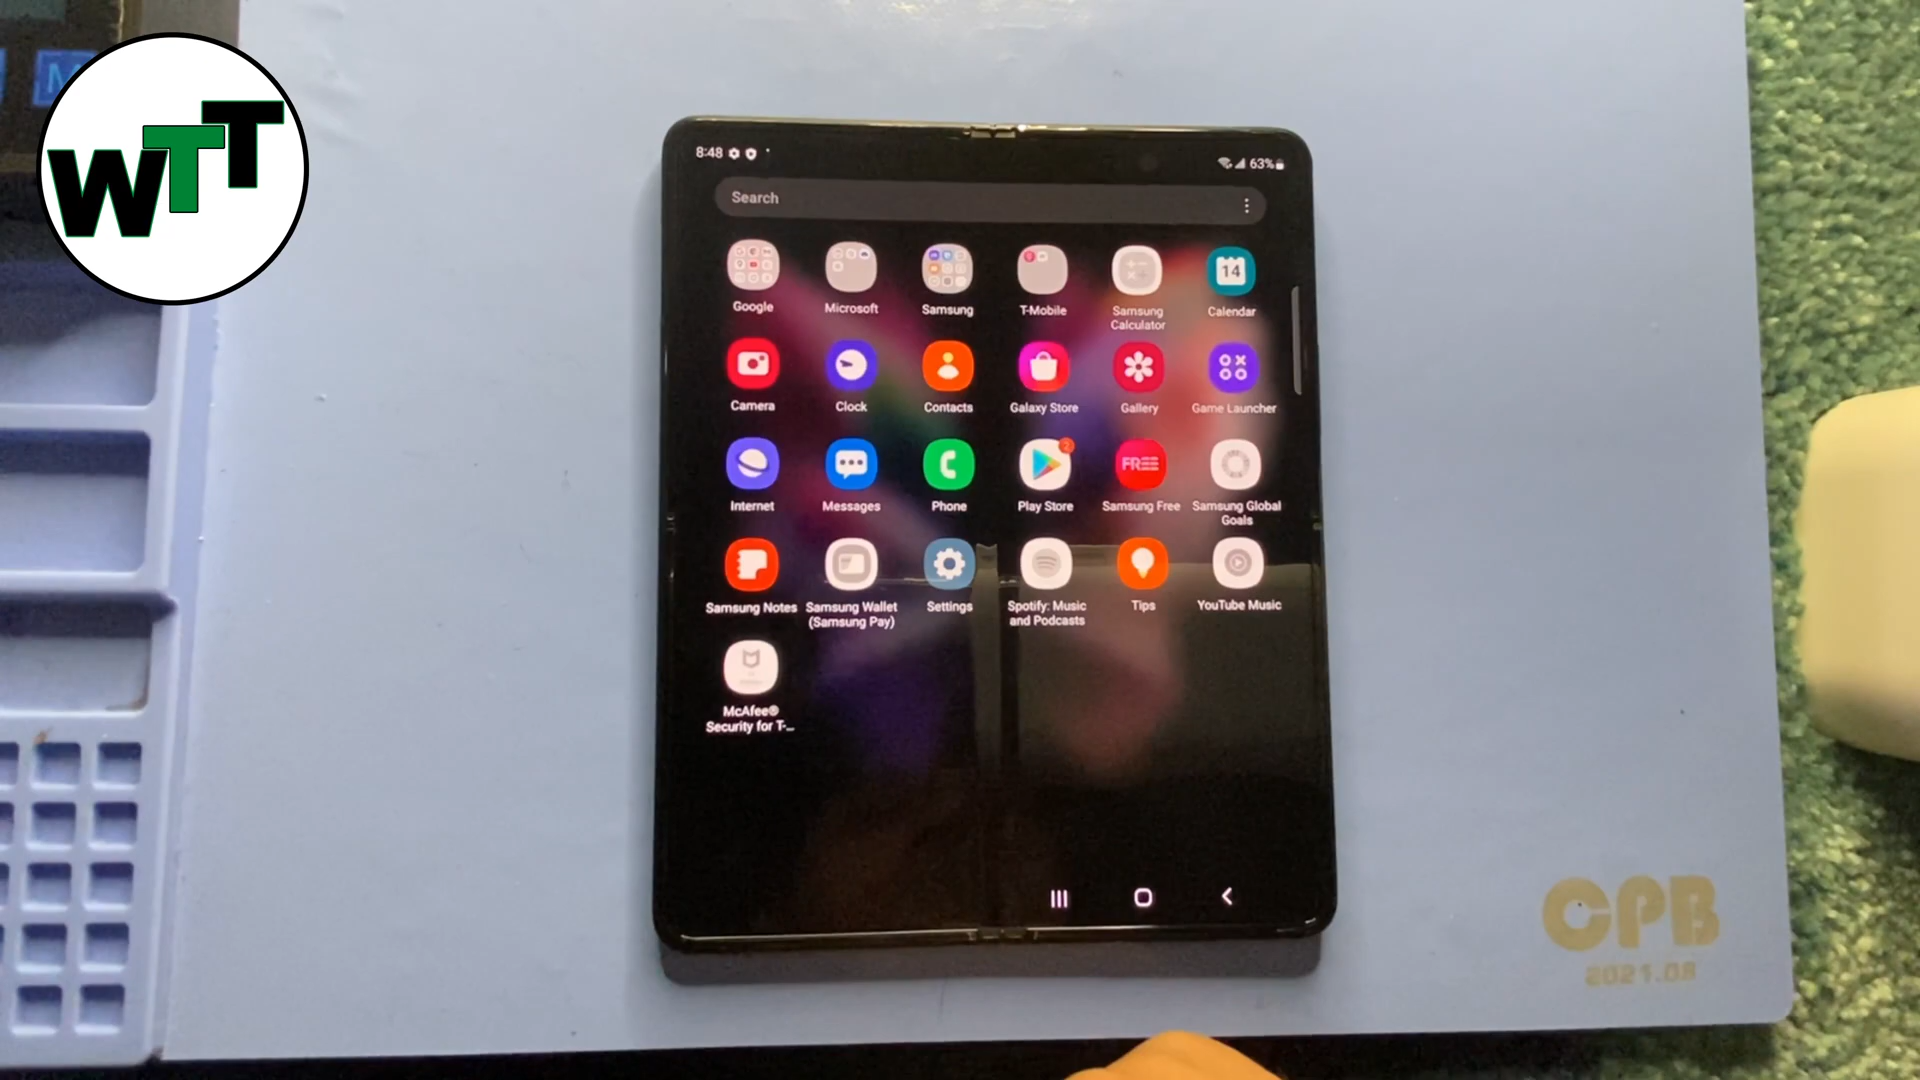 M
WTT
8:48
63%
Search
Google
Microsoft
Samsung
T-Mobile
Samsung
Calculator
14
Calendar
Camera
Clock
Contacts
Galaxy Store
Gallery
Game Launcher
Internet
Messages
Phone
2
Play Store
FREE
Samsung Free
Samsung Global
Goals
Samsung Notes
Samsung Wallet
(Samsung Pay)
Settings
Spotify: Music
and Podcasts
Tips
YouTube Music
McAfee®
Security for T-...
CPB
2021.08